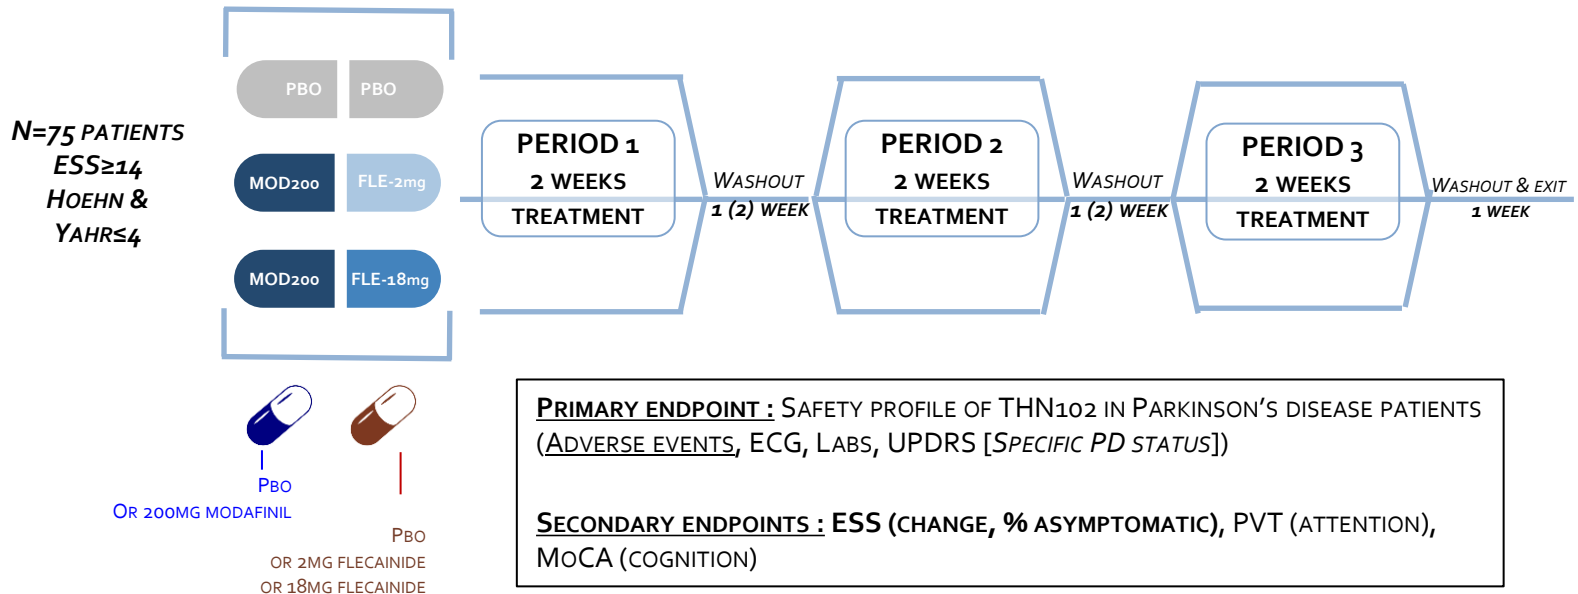 N=75 PATIENTS
ESS≥14
HOEHN &
YAHR≤4
PBO PBO
MOD200 FLE-2mg
MOD200 FLE-18mg
PERIOD 1
2 WEEKS
TREATMENT
WASHOUT
1 (2) WEEK
PERIOD 2
2 WEEKS
TREATMENT
WASHOUT
1 (2) WEEK
PERIOD 3
2 WEEKS
TREATMENT
WASHOUT & EXIT
1 WEEK
PBO
OR 200MG MODAFINIL
PBO
OR 2MG FLECAINIDE
OR 18MG FLECAINIDE
PRIMARY ENDPOINT : SAFETY PROFILE OF THN102 IN PARKINSON'S DISEASE PATIENTS
(ADVERSE EVENTS, ECG, LABS, UPDRS [SPECIFIC PD STATUS])
SECONDARY ENDPOINTS : ESS (CHANGE, % ASYMPTOMATIC), PVT (ATTENTION),
MOCA (COGNITION)